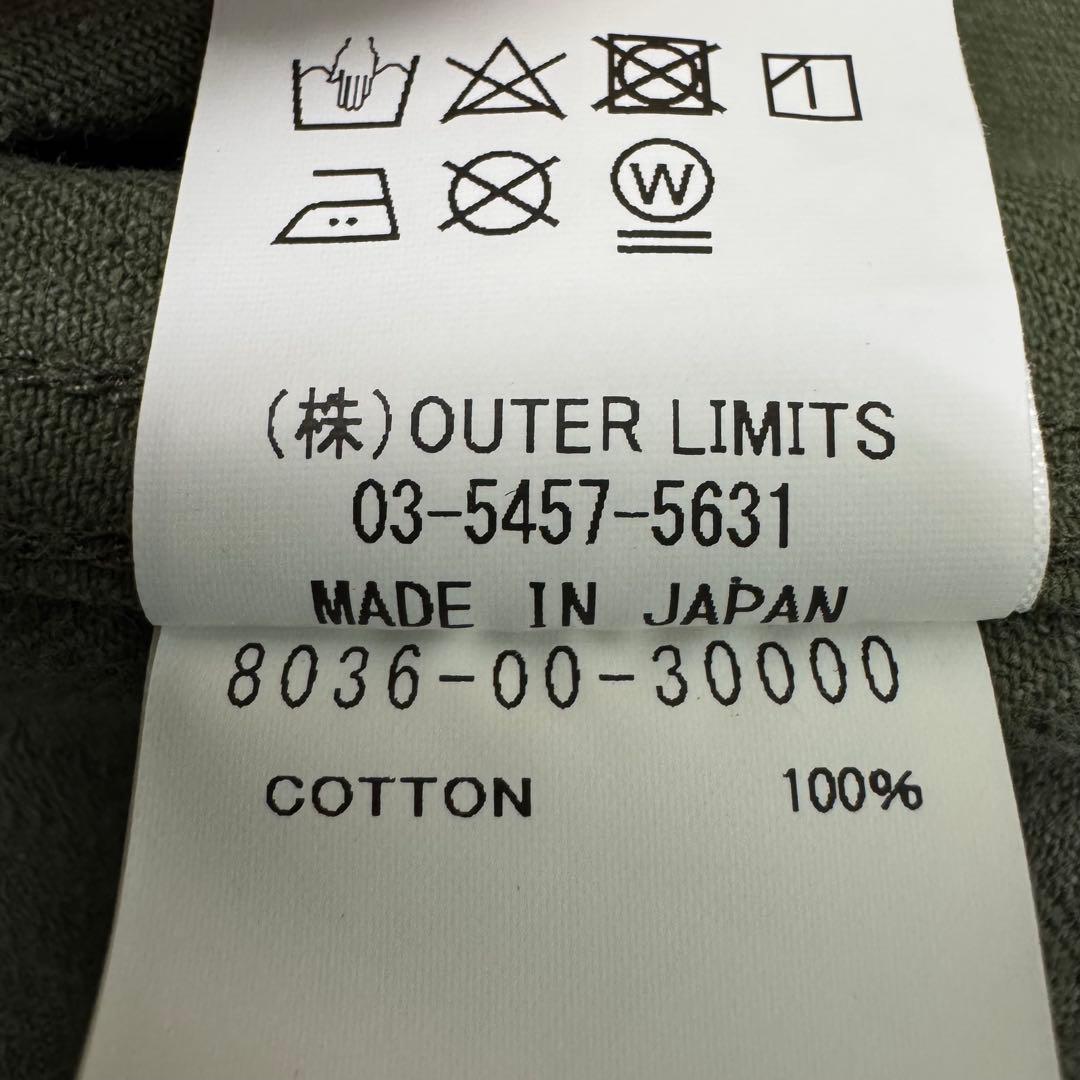 W
(株)OUTER LIMITS
03-5457-5631
MADE IN JAPAN
8036-00-30000
COTTON 100%